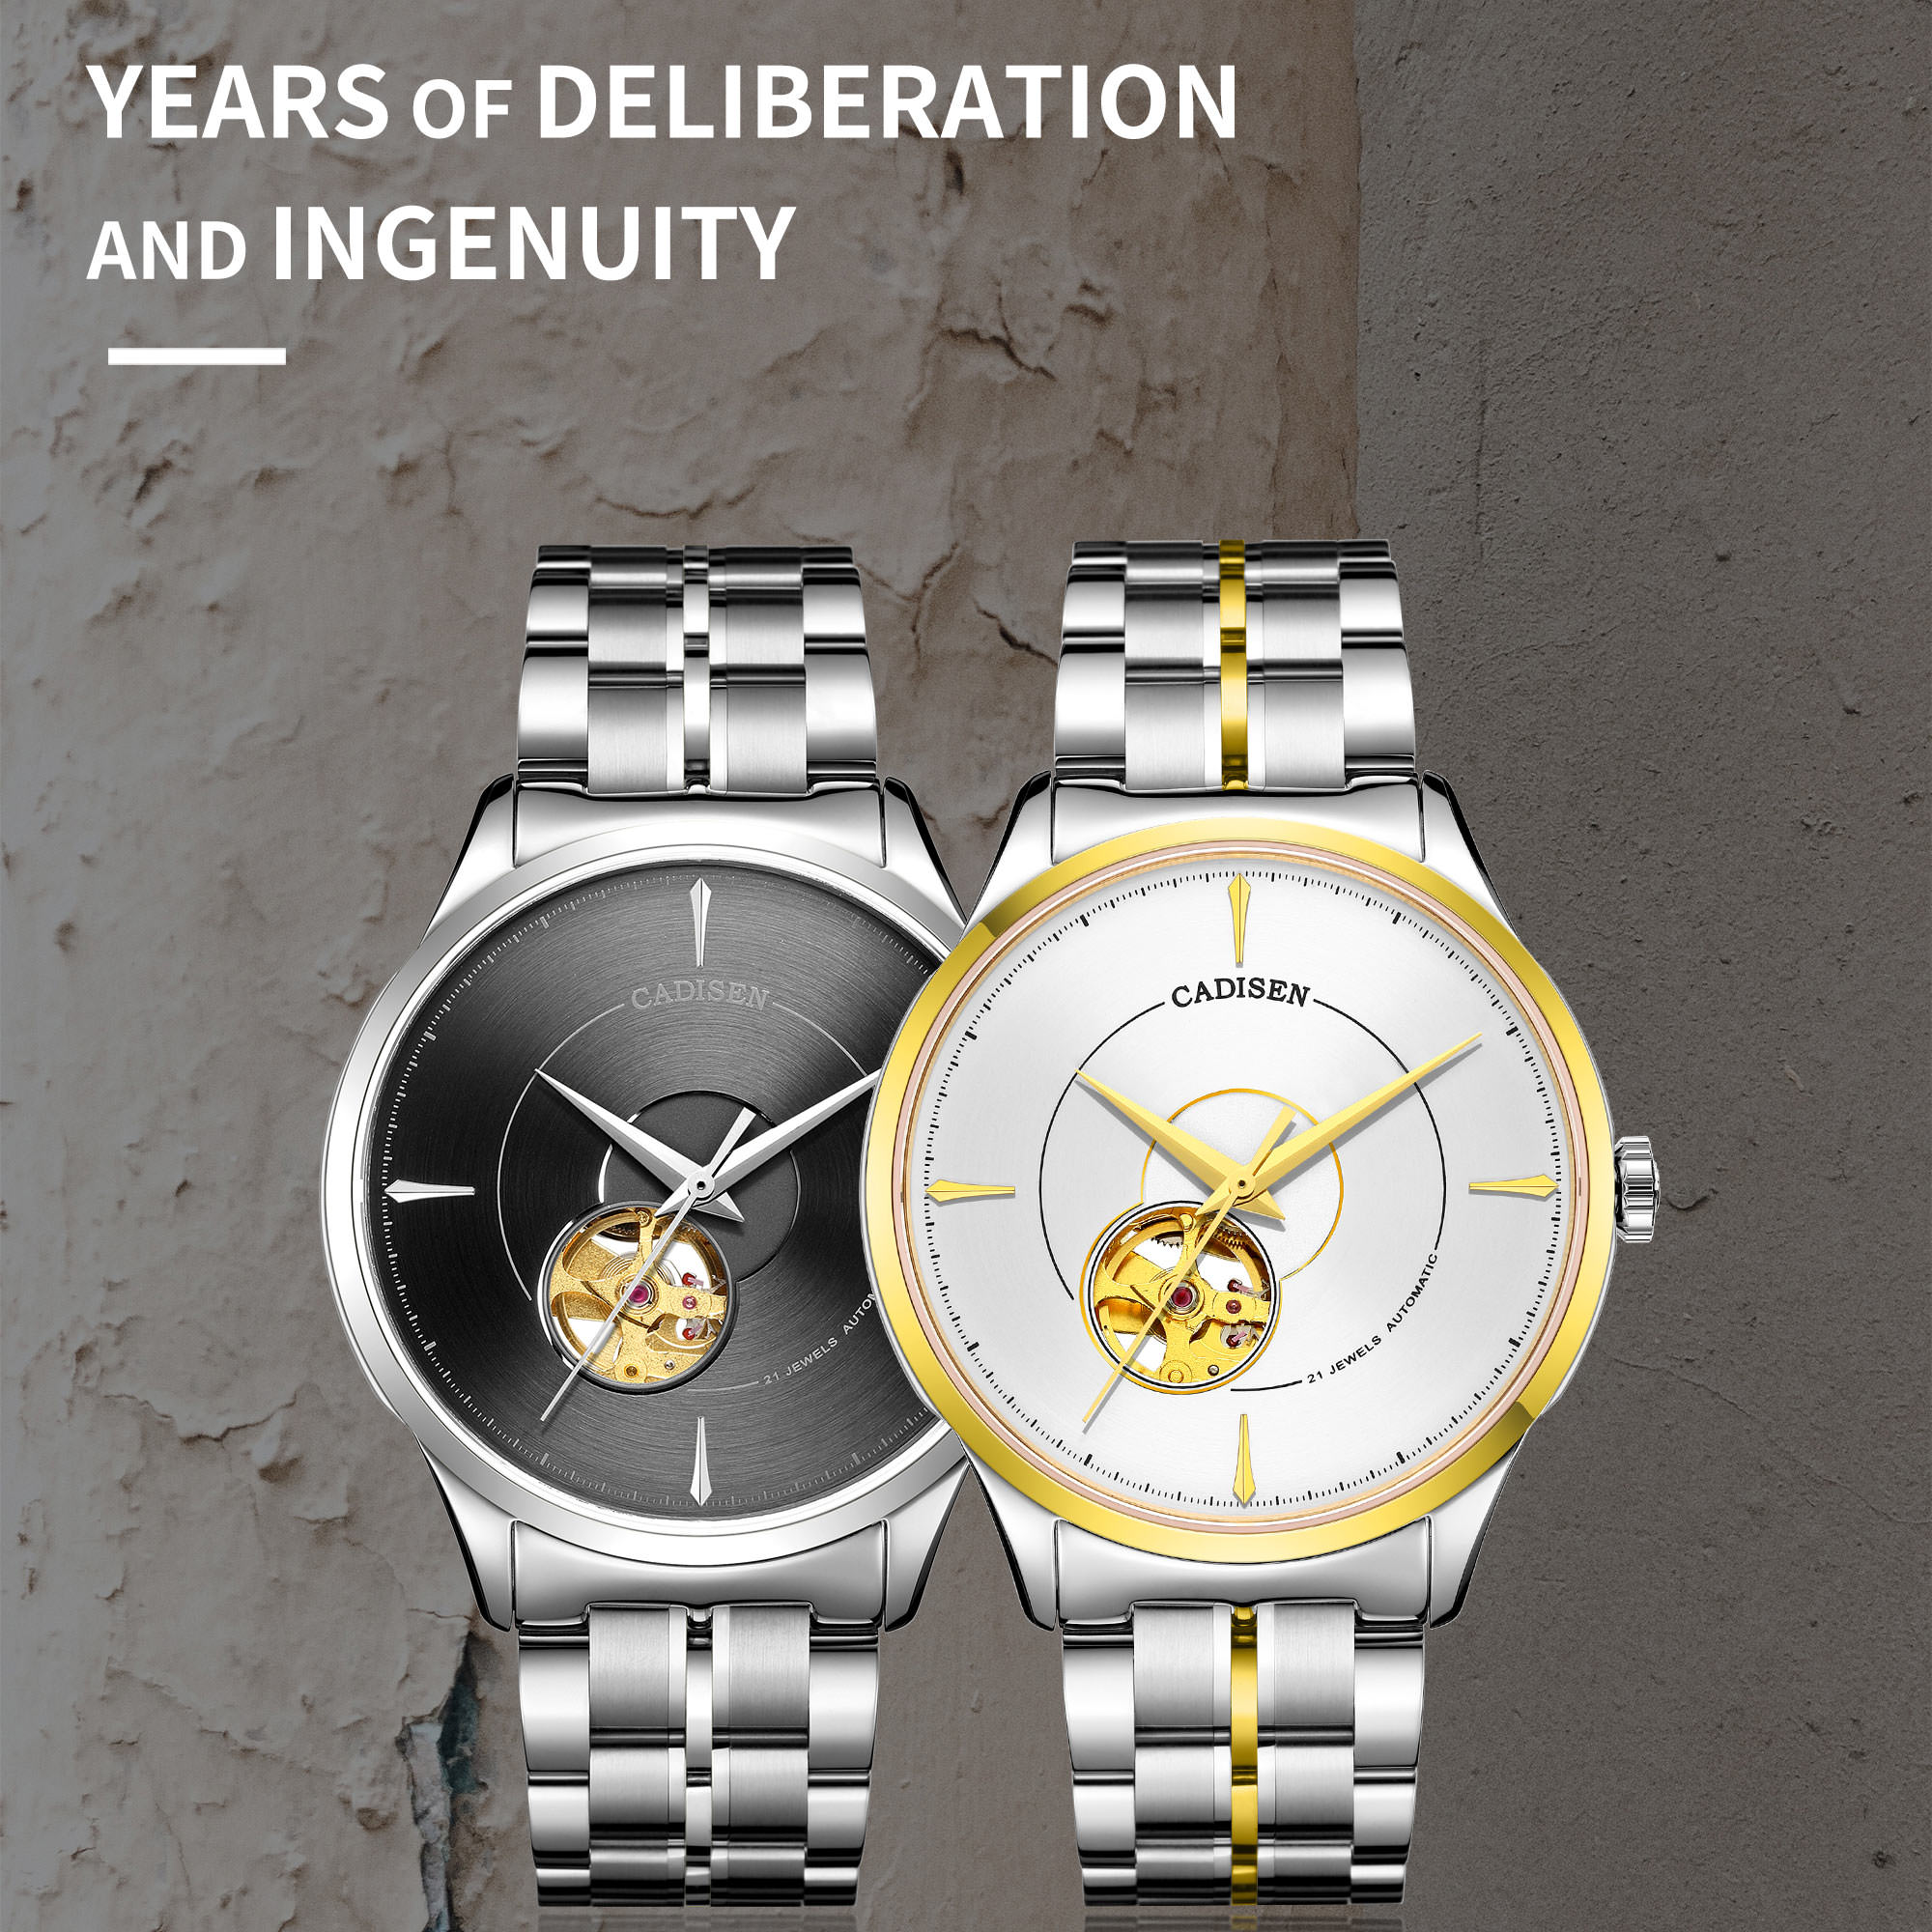 YEARS OF DELIBERATION
AND INGENUITY
CADISEN
21 JEWELS AUTOM
CADISEN
21 JEWELS AUTOMATIC